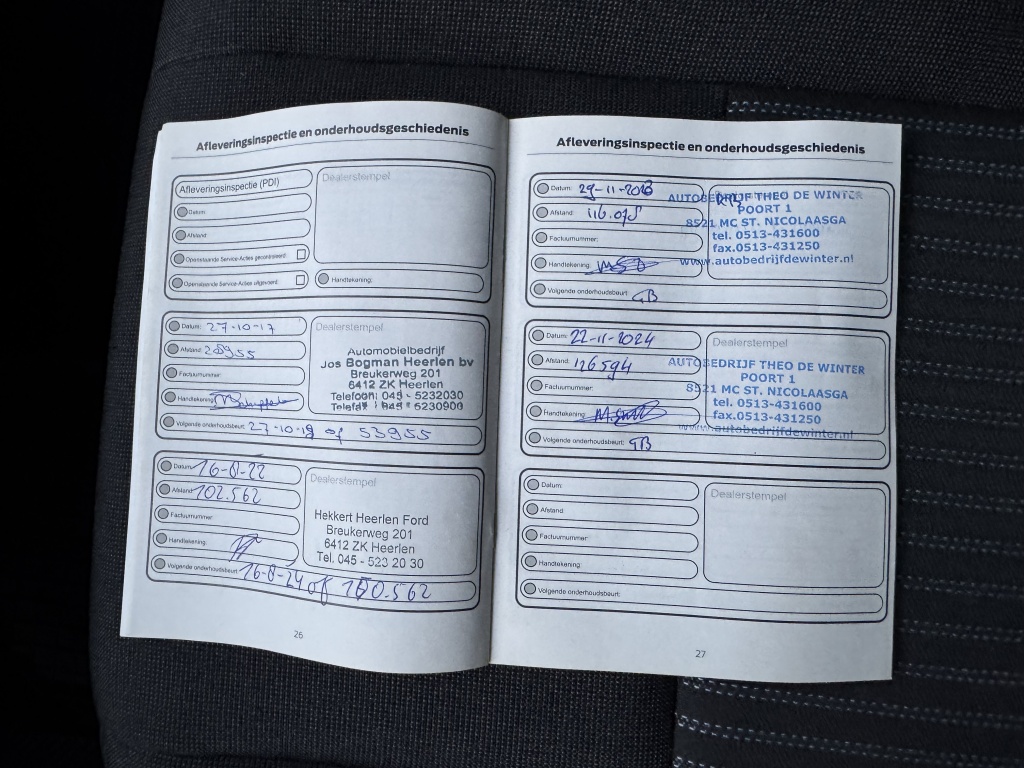 Afleveringsinspectie en onderhoudsgeschiedenis
Afleveringsinspectie (PDI)
Dealerstempel
Datum:
Afstand:
Openstaande Service-Acties gecontroleerd:
Openstaande Service-Acties uitgevoerd:
Handtekening:
Datum: 27-10-17
Dealerstempel
Afstand: 28955
Automobielbedrijf
Jos Bogman Heerlen bv
Breukerweg 201
6412 ZK Heerlen
Telefoon: 045 - 5232030
Factuurnummer:
Handtekening:
Volgende onderhoudsbeurt: 27-10-19 of 53955
Datum: 16-8-22
Dealerstempel
Afstand: 102.562
Hekkert Heerlen Ford
Breukerweg 201
6412 ZK Heerlen
Tel. 045 - 523 20 30
Factuurnummer:
Handtekening:
Volgende onderhoudsbeurt: 16-8-24 of 150.562
26
Afleveringsinspectie en onderhoudsgeschiedenis
Datum: 29-11-2023
AUTOBEDRIJF THEO DE WINTER
POORT 1
8521 MC ST. NICOLAASGA
tel. 0513-431600
fax.0513-431250
www.autobedrijfdewinter.nl
Afstand: 116.078
Factuurnummer:
Handtekening:
Volgende onderhoudsbeurt: GB
Datum: 22-11-2024
Dealerstempel
Afstand: 126594
AUTOBEDRIJF THEO DE WINTER
POORT 1
8521 MC ST. NICOLAASGA
tel. 0513-431600
fax.0513-431250
www.autobedrijfdewinter.nl
Factuurnummer:
Handtekening:
Volgende onderhoudsbeurt: GB
Datum:
Dealerstempel
Afstand:
Factuurnummer:
Handtekening:
Volgende onderhoudsbeurt:
27